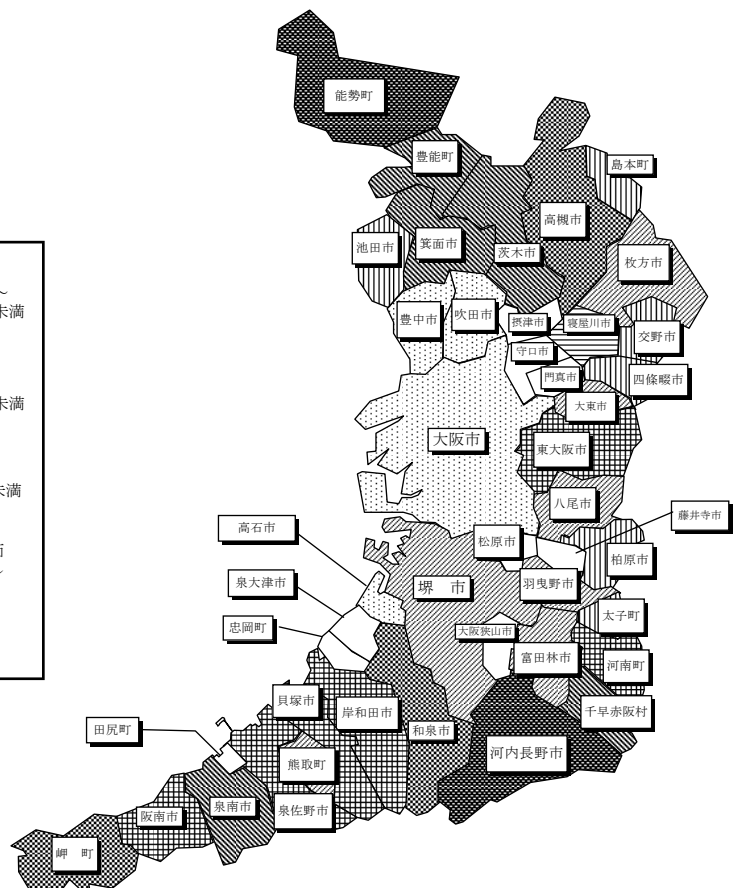 ～
未満
未満
未満
～
能勢町
豊能町
島本町
高槻市
池田市
箕面市
茨木市
枚方市
豊中市
吹田市
摂津市
寝屋川市
交野市
守口市
門真市
四條畷市
大東市
大阪市
東大阪市
八尾市
藤井寺市
高石市
松原市
柏原市
泉大津市
堺 市
羽曳野市
忠岡町
太子町
大阪狭山市
富田林市
河南町
貝塚市
岸和田市
千早赤阪村
田尻町
和泉市
河内長野市
熊取町
泉南市
泉佐野市
阪南市
岬 町